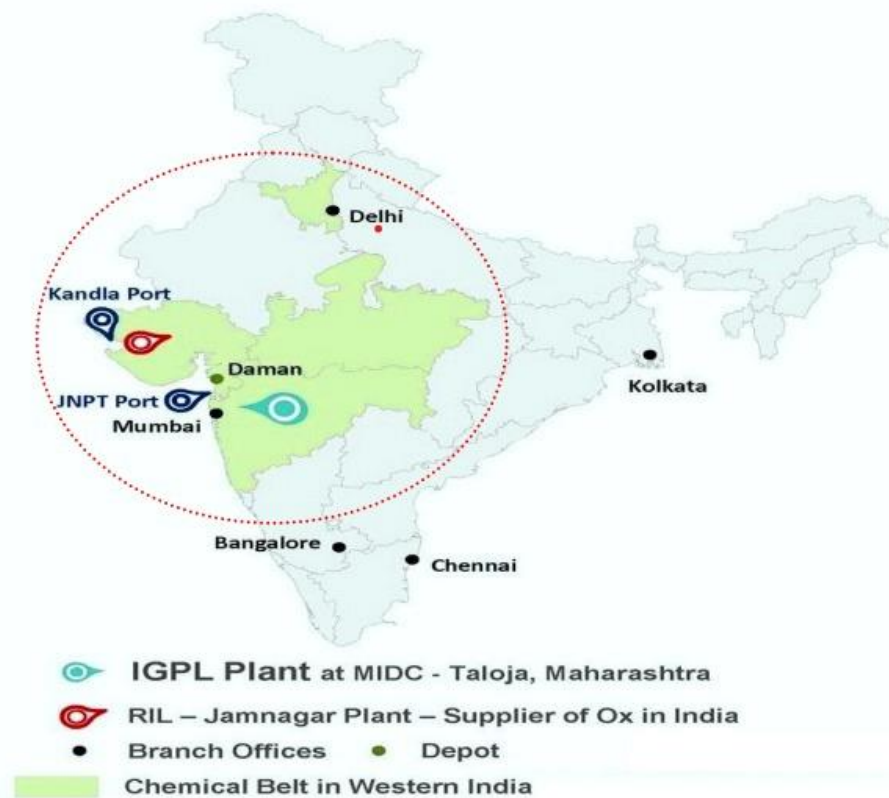 Delhi
Kandla Port
Daman
JNPT Port
Mumbai
Kolkata
Bangalore
Chennai
IGPL Plant at MIDC - Taloja, Maharashtra
RIL – Jamnagar Plant – Supplier of Ox in India
Branch Offices Depot
Chemical Belt in Western India